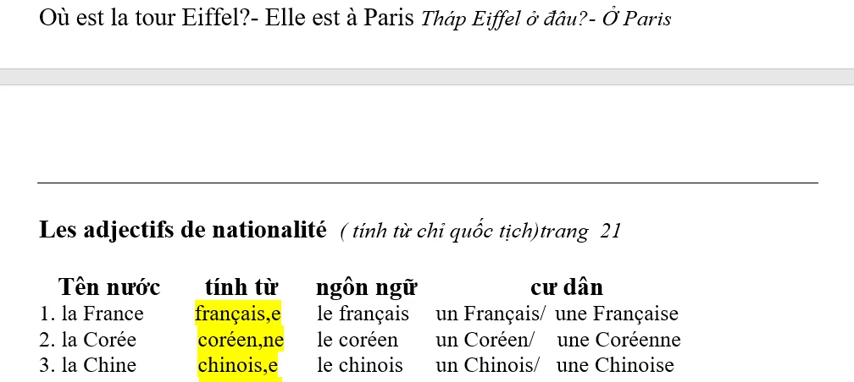 Où est la tour Eiffel?- Elle est à Paris Tháp Eiffel ở đâu?- Ở Paris
Les adjectifs de nationalité ( tính từ chỉ quốc tịch)trang 21
Tên nước tính từ ngôn ngữ cư dân
1. la France français,e le français un Français/ une Française
2. la Corée coréen,ne le coréen un Coréen/ une Coréenne
3. la Chine chinois,e le chinois un Chinois/ une Chinoise